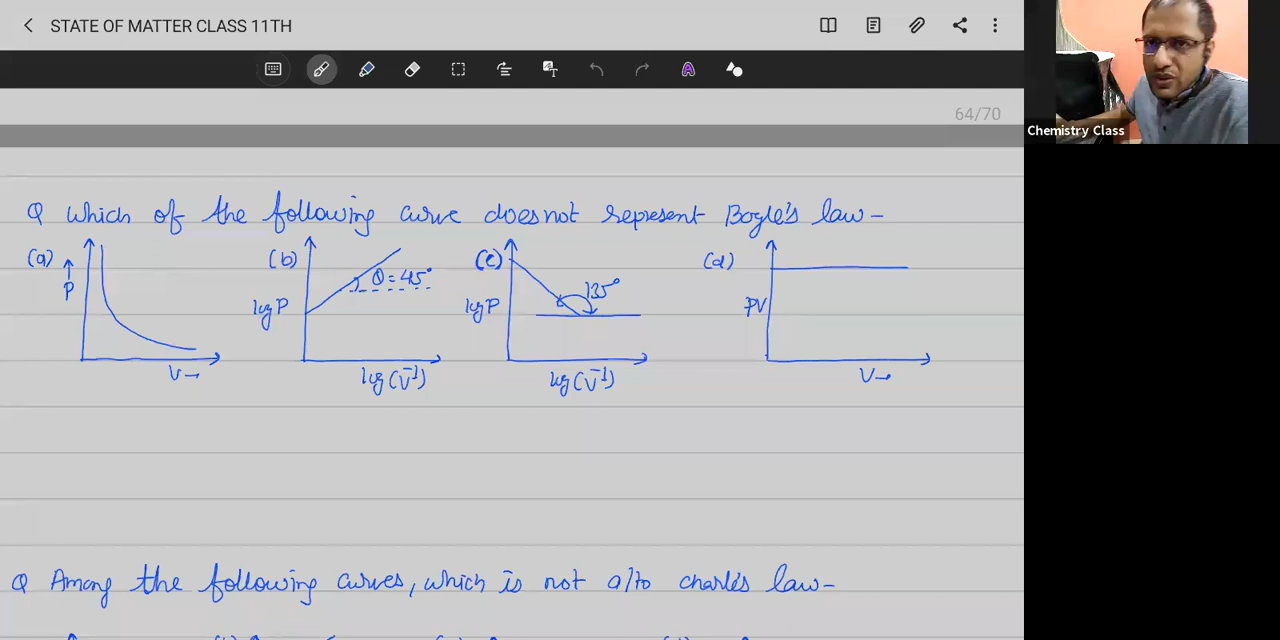 STATE OF MATTER CLASS 11TH
64/70
Chemistry Class
Q Which of the following curve does not represent Boyle's law-
(a) (b) (c) (d)
θ=45°
135°
P log P log P PV
V→ log(V⁻¹) log(V⁻¹) V→
Q Among the following curves, which is not a/to charle's law-